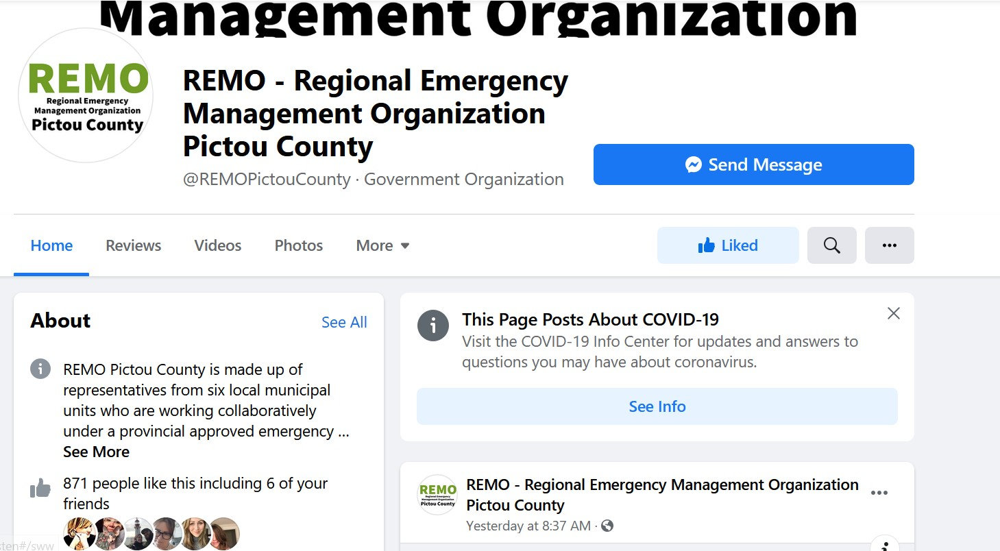 Management Organization
REMO
Regional Emergency
Management Organization
Pictou County
REMO - Regional Emergency
Management Organization
Pictou County
@REMOPictouCounty · Government Organization
Send Message
Home
Reviews
Videos
Photos
More
Liked
About
See All
REMO Pictou County is made up of
representatives from six local municipal
units who are working collaboratively
under a provincial approved emergency ...
See More
871 people like this including 6 of your
friends
This Page Posts About COVID-19
Visit the COVID-19 Info Center for updates and answers to
questions you may have about coronavirus.
See Info
REMO
Regional Emergency
Management Organization
Pictou County
REMO - Regional Emergency Management Organization
Pictou County
Yesterday at 8:37 AM ·
sten#/sww